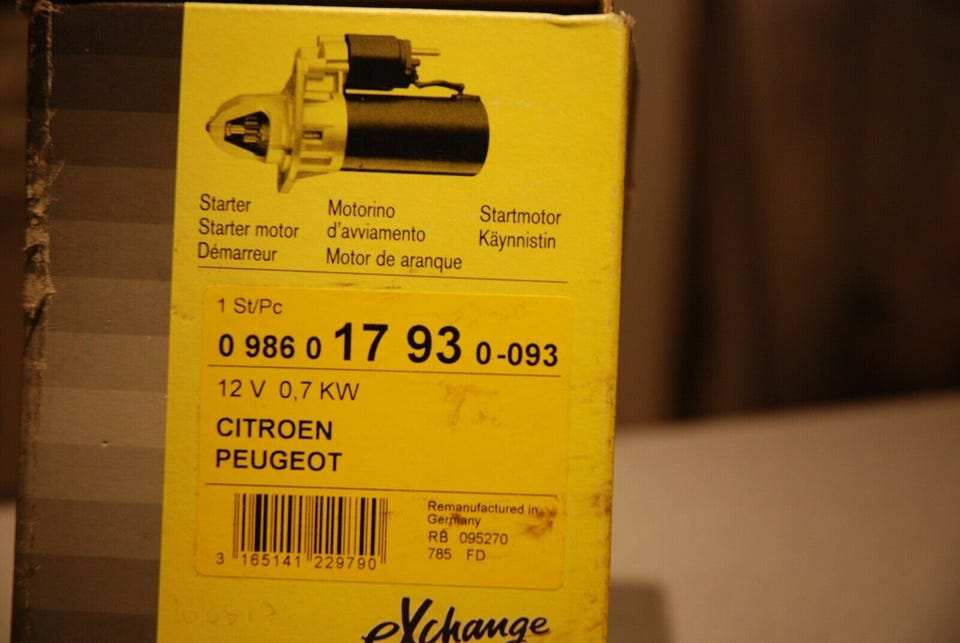 Starter
Starter motor
Démarreur
Motorino
d'avviamento
Motor de aranque
Startmotor
Käynnistin
1 St/Pc
0 986 0 17 93 0-093
12 V 0,7 KW
CITROEN
PEUGEOT
Remanufactured in
Germany
RB 095270
785 FD
3 165141 229790
eXchange